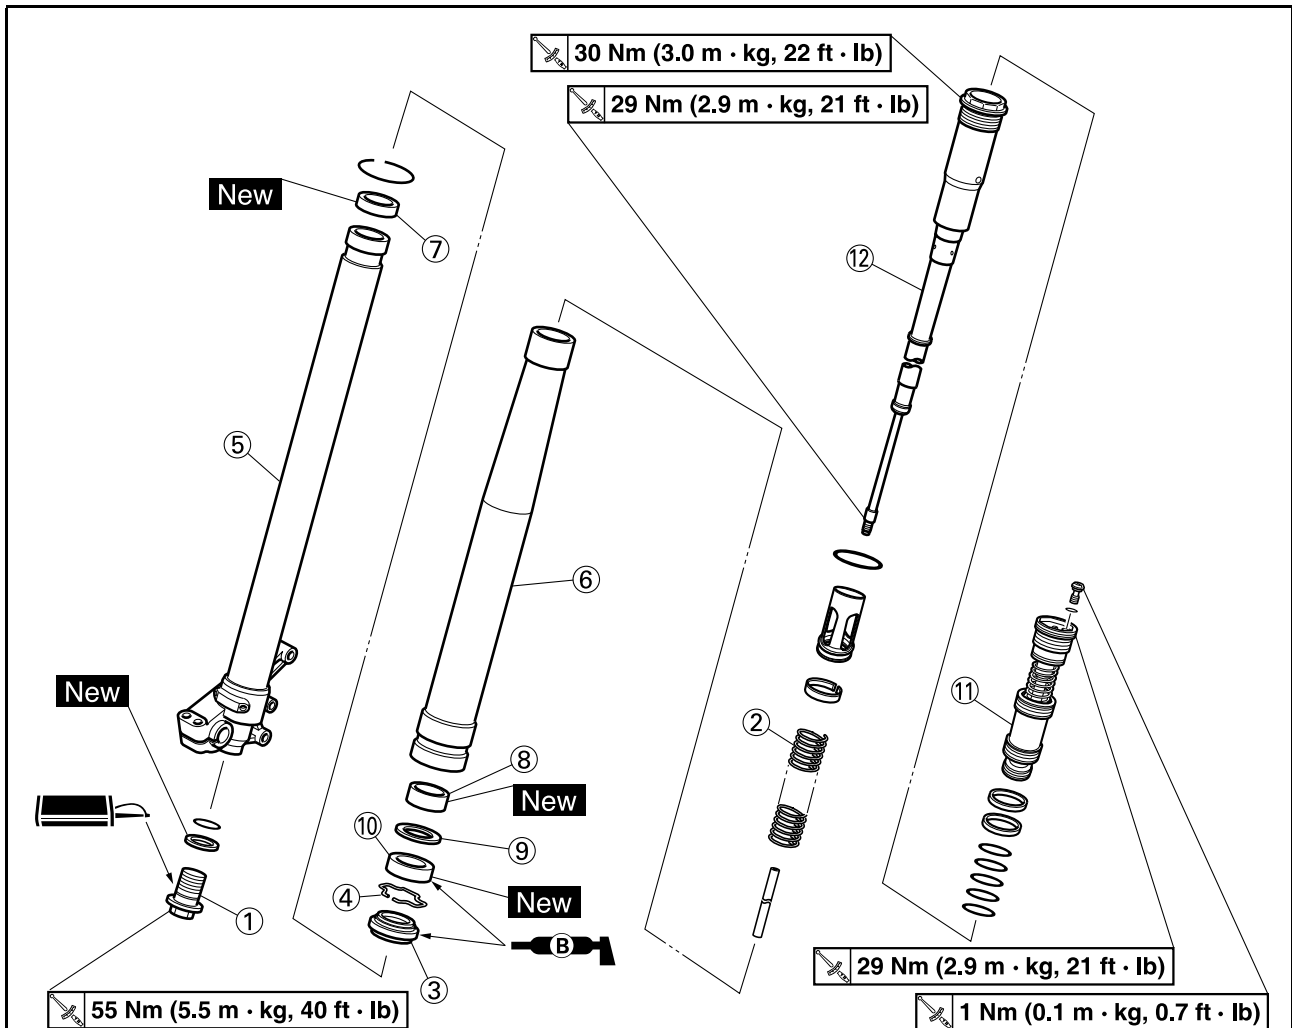 30 Nm (3.0 m · kg, 22 ft · lb)
29 Nm (2.9 m · kg, 21 ft · lb)
New
7
12
5
6
New
2
11
8
New
10
9
4
New
1
B
3
29 Nm (2.9 m · kg, 21 ft · lb)
55 Nm (5.5 m · kg, 40 ft · lb)
1 Nm (0.1 m · kg, 0.7 ft · lb)